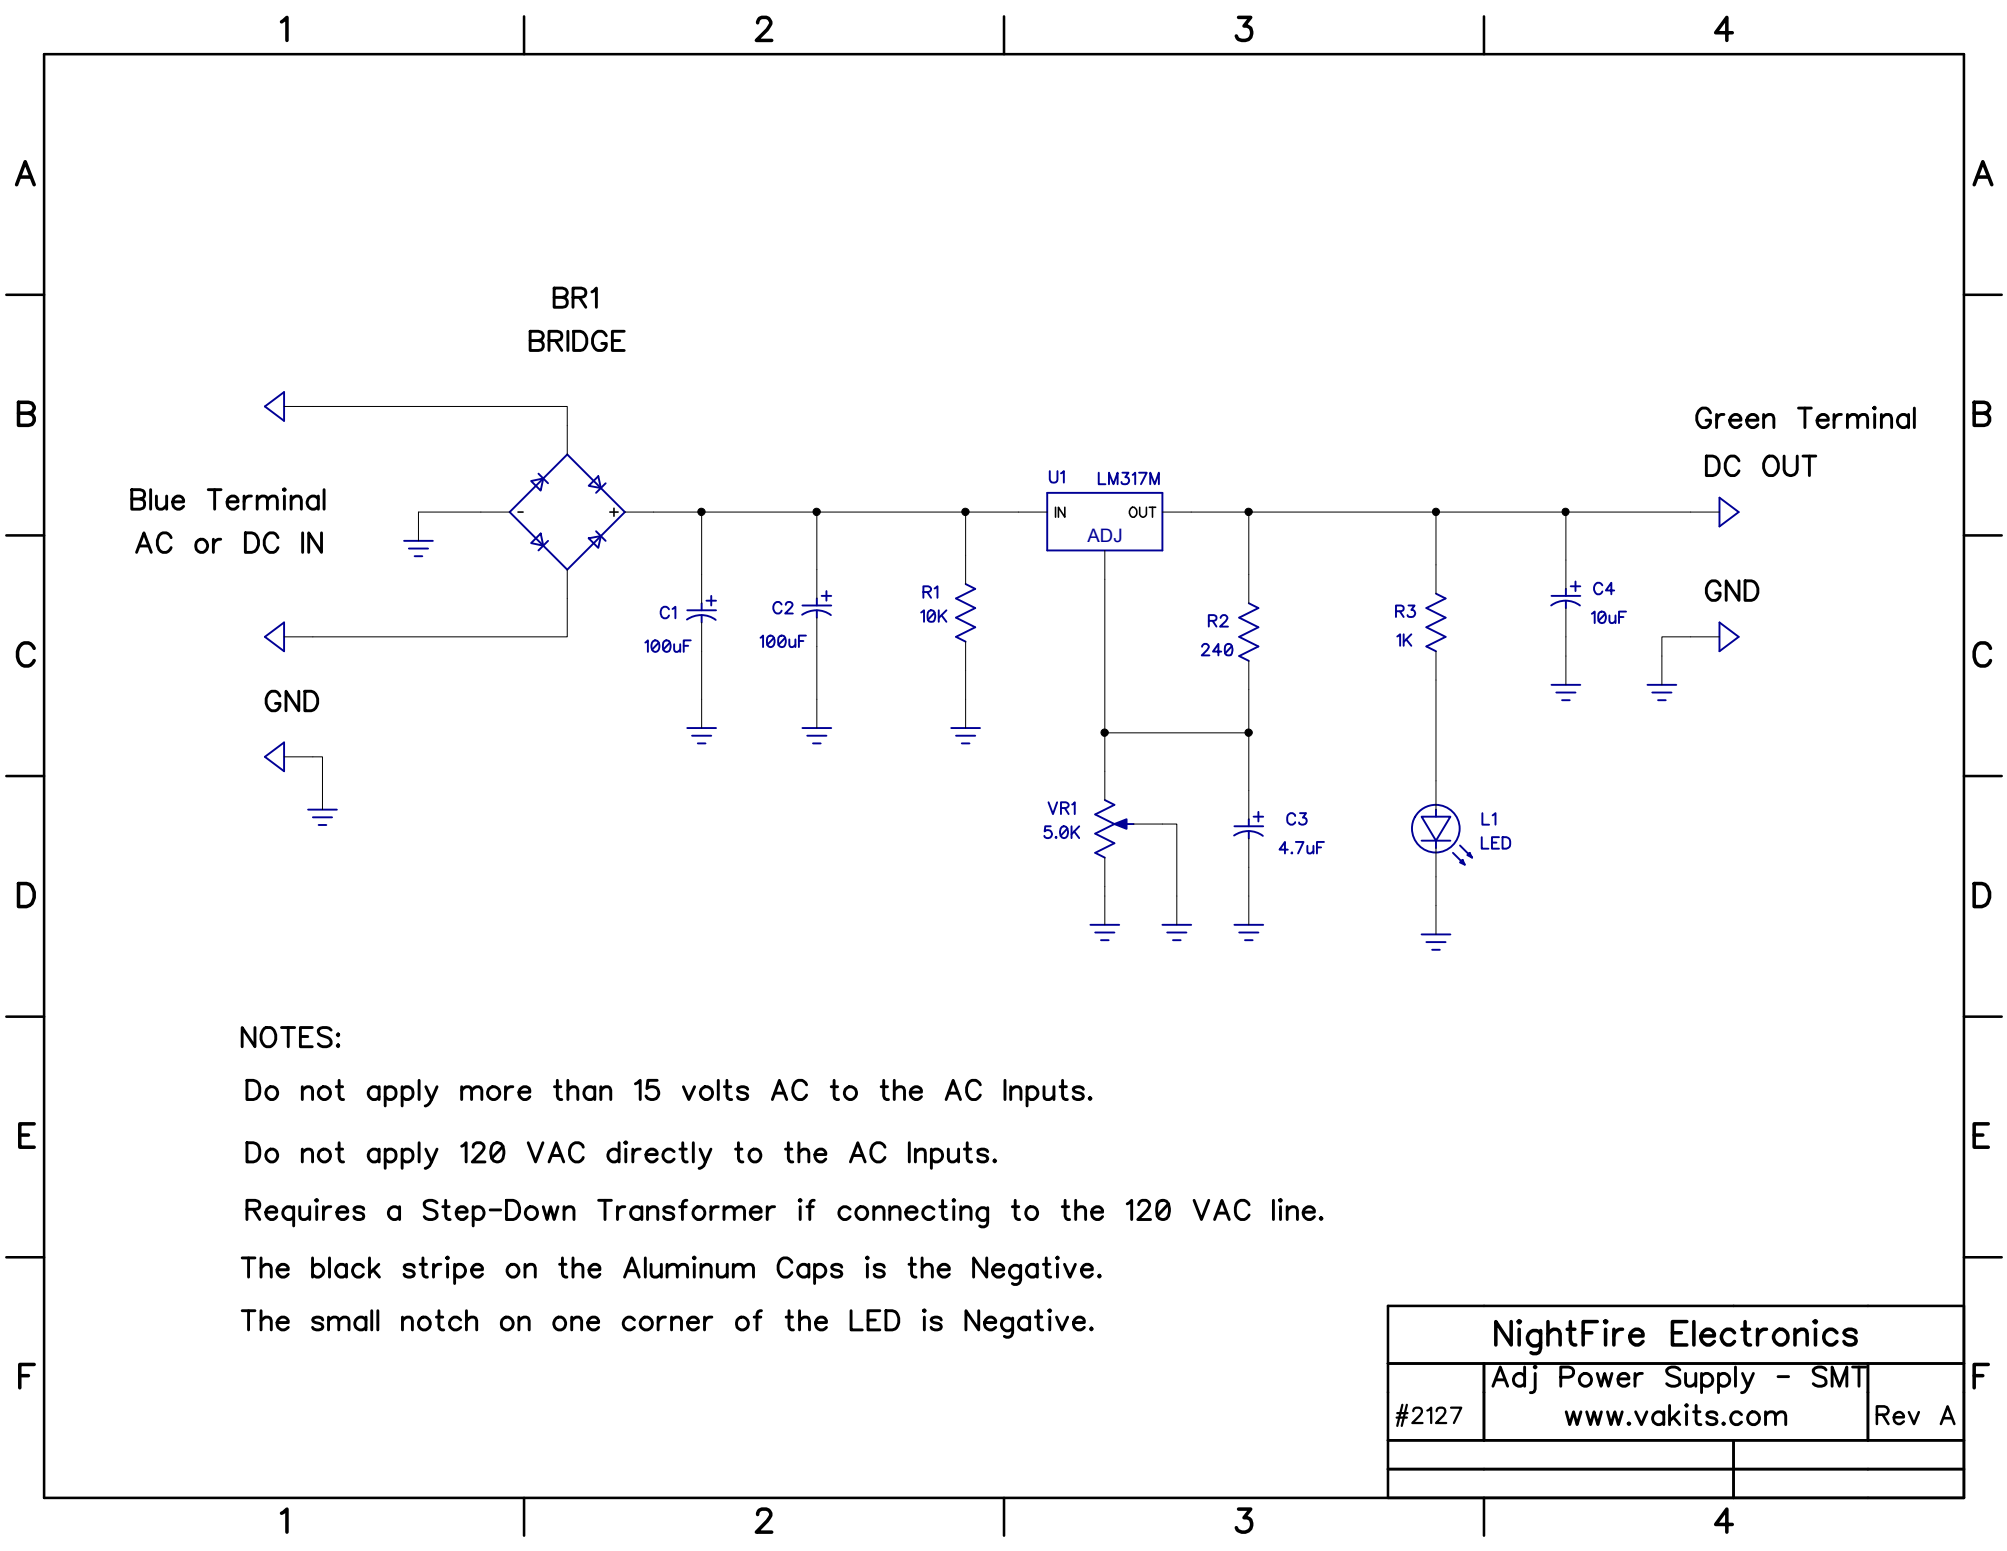 1 2 3 4
A A
BR1
BRIDGE
B B
Green Terminal
DC OUT
Blue Terminal
AC or DC IN
- +
U1 LM317M
IN OUT
ADJ
C1
100uF
+
C2
100uF
+
R1
10K
R2
240
R3
1K
+ C4
10uF
GND
C C
GND
VR1
5.0K
+ C3
4.7uF
L1
LED
D D
NOTES:
Do not apply more than 15 volts AC to the AC Inputs.
Do not apply 120 VAC directly to the AC Inputs.
E E
Requires a Step-Down Transformer if connecting to the 120 VAC line.
The black stripe on the Aluminum Caps is the Negative.
The small notch on one corner of the LED is Negative.
NightFire Electronics
F F
Adj Power Supply - SMT
#2127 www.vakits.com Rev A
1 2 3 4